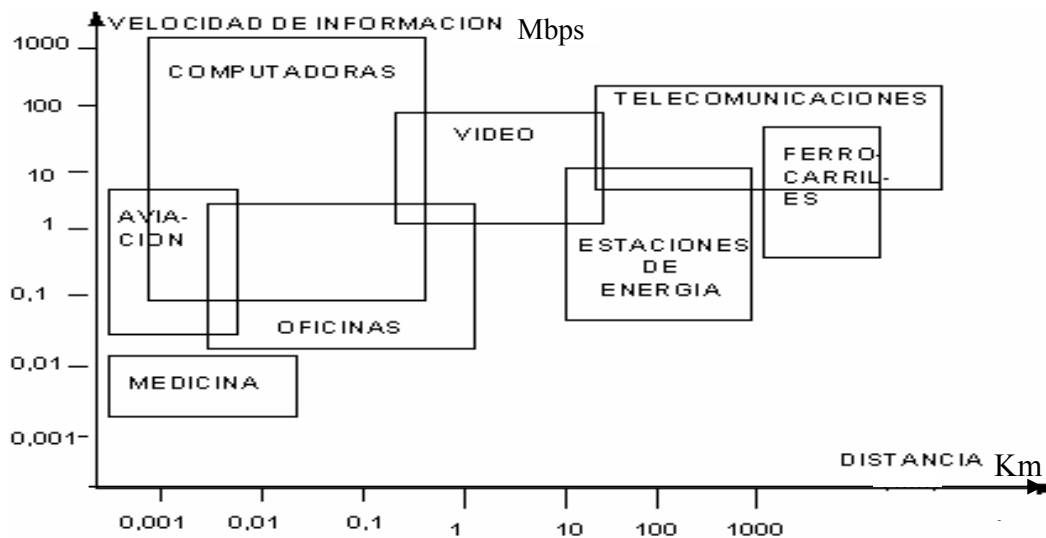 VELOCIDAD DE INFORMACION Mbps
1000
COMPUTADORAS
TELECOMUNICACIONES
100
VIDEO
FERRO-
CARRIL-
ES
10
AVIA-
CION
1
ESTACIONES
DE
ENERGIA
0,1
OFICINAS
0,01
MEDICINA
0,001
DISTANCIA Km
0,001 0,01 0,1 1 10 100 1000